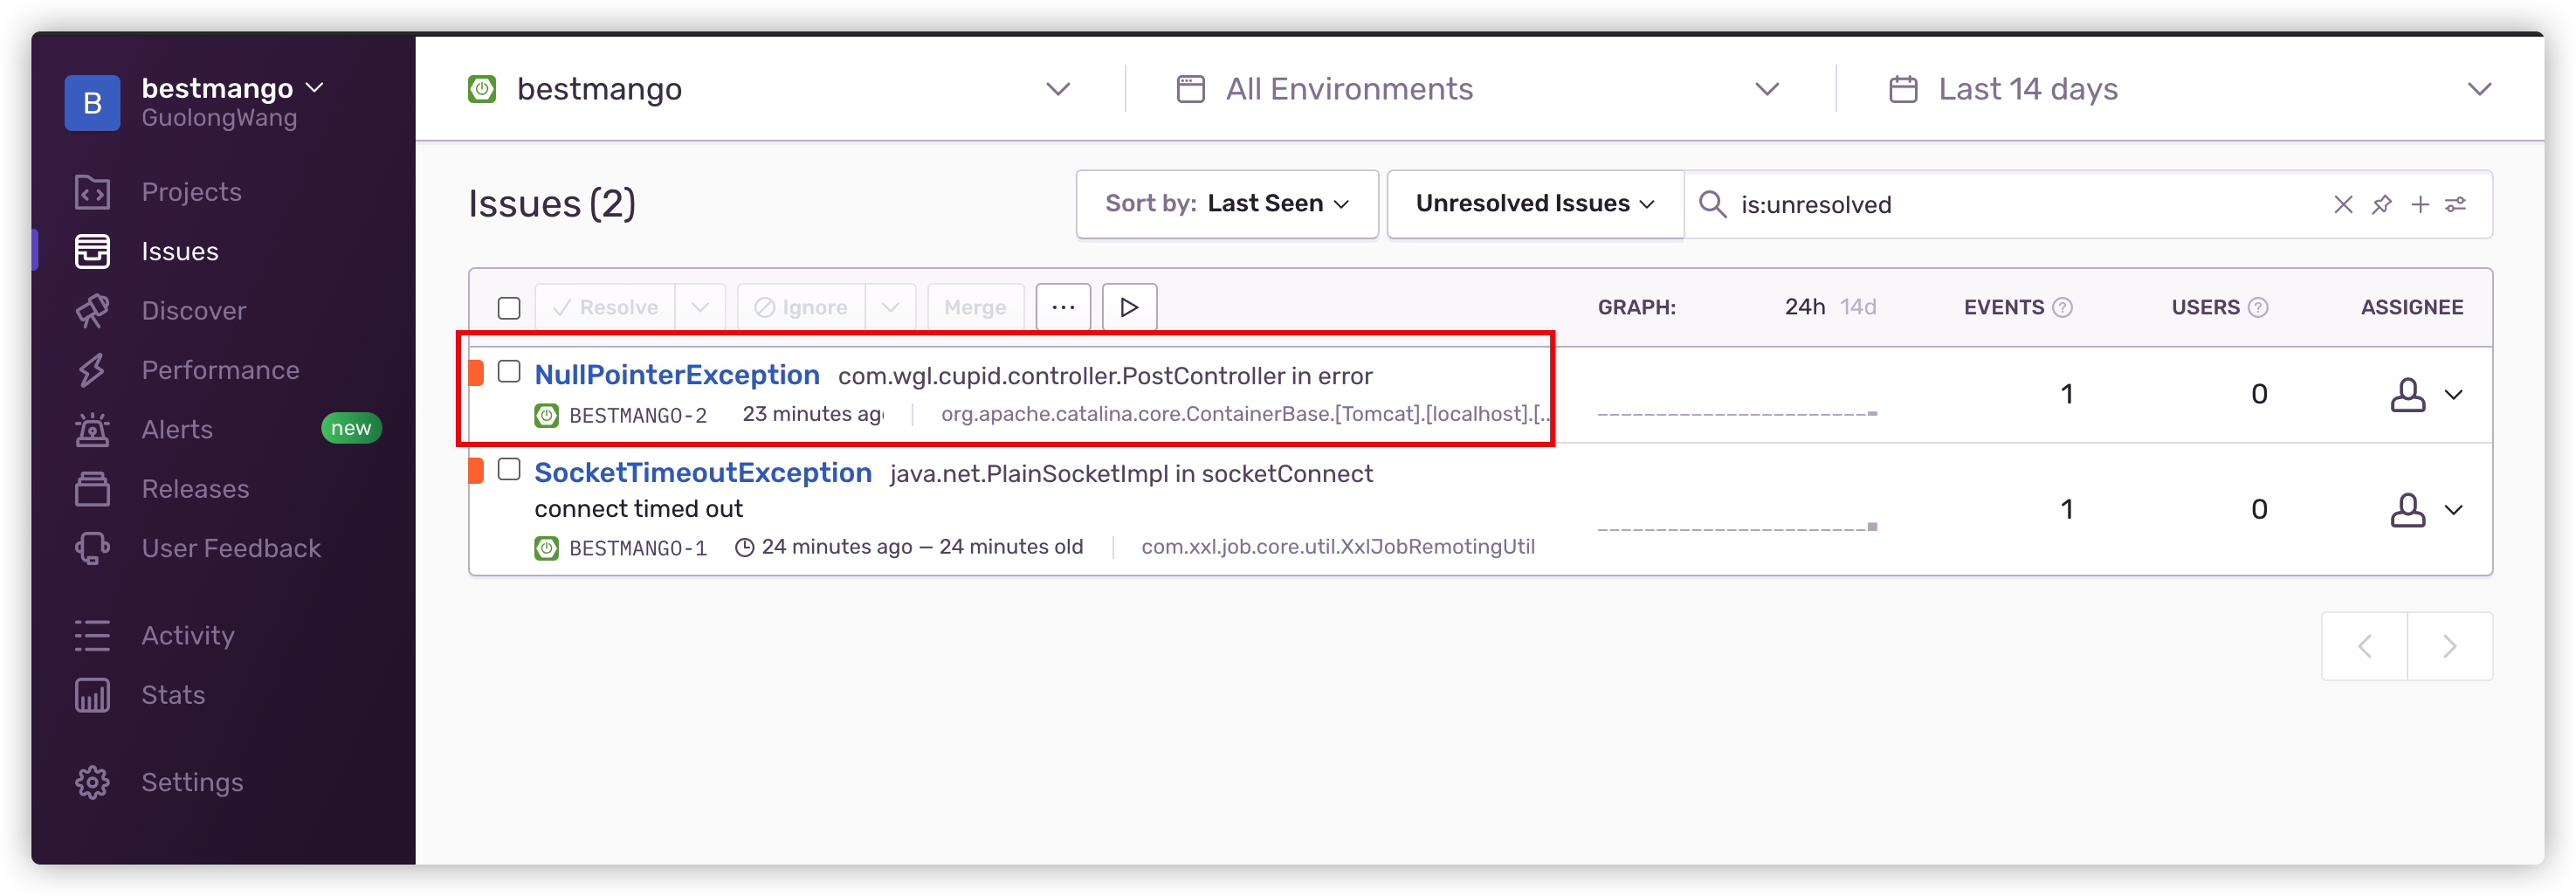 B
bestmango
GuolongWang
Projects
Issues
Discover
Performance
Alerts new
Releases
User Feedback
Activity
Stats
Settings
bestmango All Environments Last 14 days
Issues (2) Sort by: Last Seen Unresolved Issues is:unresolved
Resolve Ignore Merge GRAPH: 24h 14d EVENTS ? USERS ? ASSIGNEE
NullPointerException com.wgl.cupid.controller.PostController in error
BESTMANGO-2 23 minutes ag org.apache.catalina.core.ContainerBase.[Tomcat].[localhost].[...
1 0
SocketTimeoutException java.net.PlainSocketImpl in socketConnect
connect timed out
BESTMANGO-1 24 minutes ago — 24 minutes old com.xxl.job.core.util.XxlJobRemotingUtil
1 0